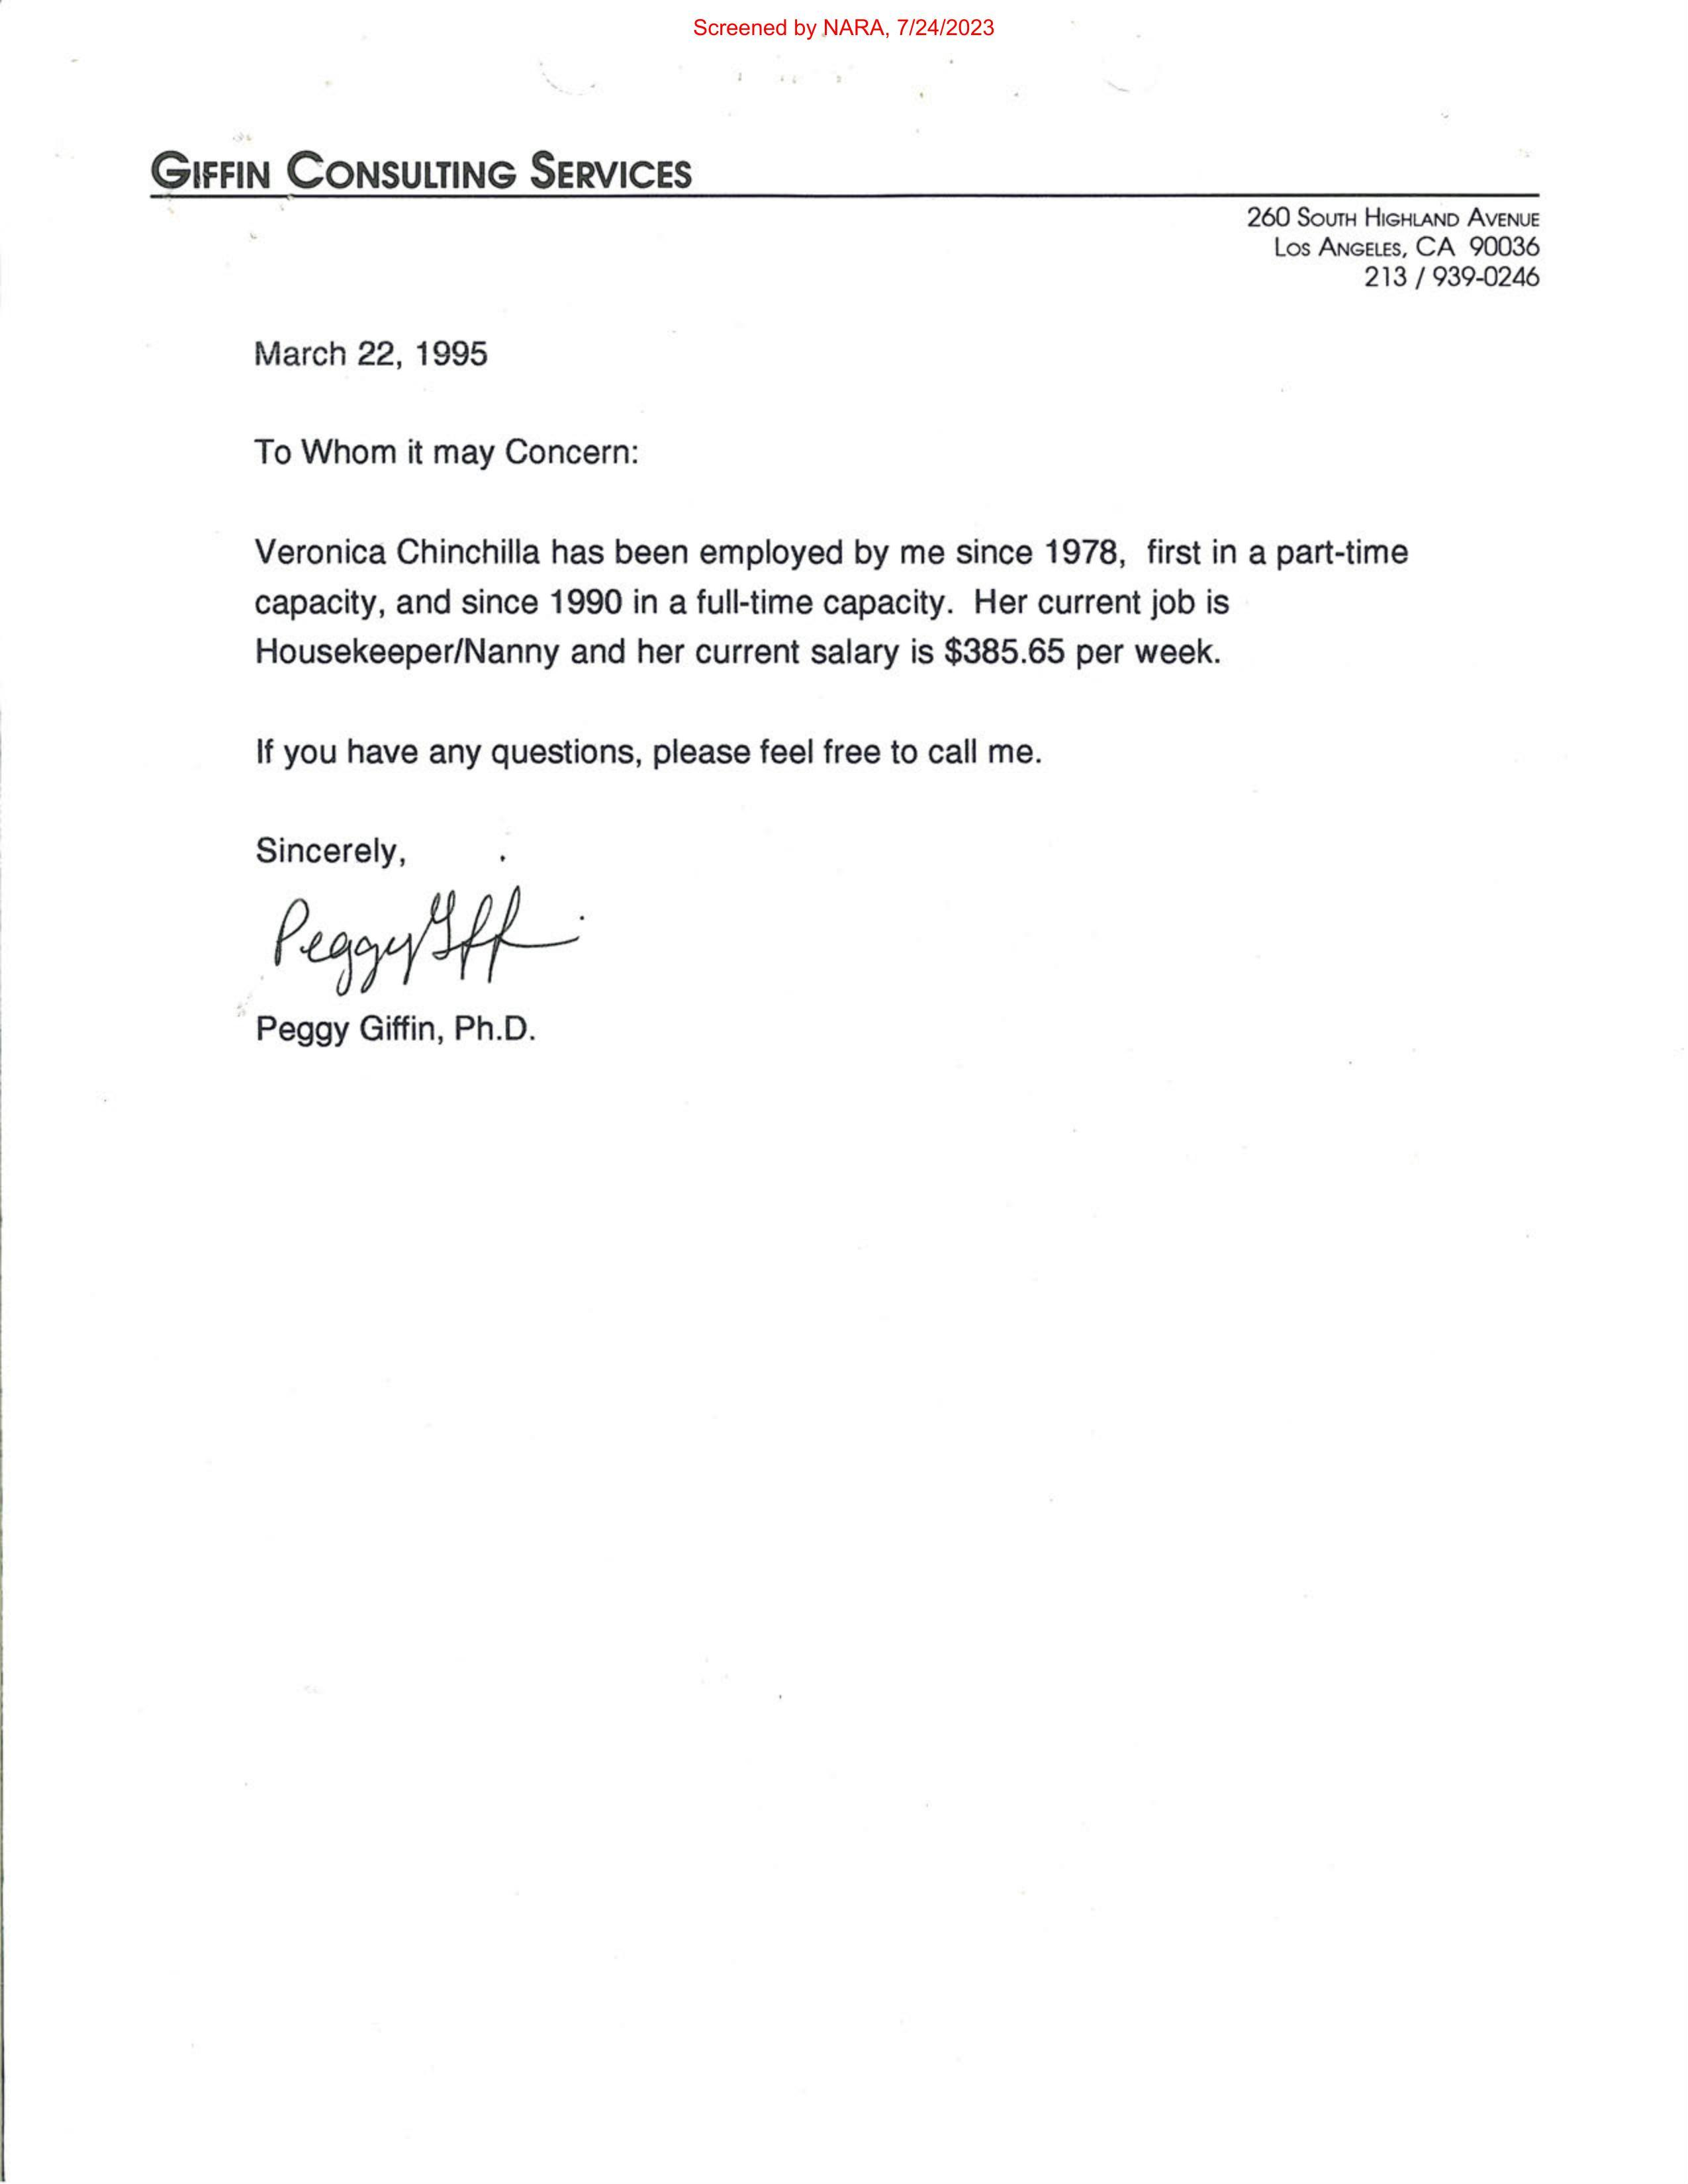 Screened by NARA, 7/24/2023
GIFFIN CONSULTING SERVICES
260 SOUTH HIGHLAND AVENUE
LOS ANGELES, CA 90036
213 / 939-0246
March 22, 1995
To Whom it may Concern:
Veronica Chinchilla has been employed by me since 1978, first in a part-time
capacity, and since 1990 in a full-time capacity. Her current job is
Housekeeper/Nanny and her current salary is $385.65 per week.
If you have any questions, please feel free to call me.
Sincerely,
Peggy Giffin
Peggy Giffin, Ph.D.